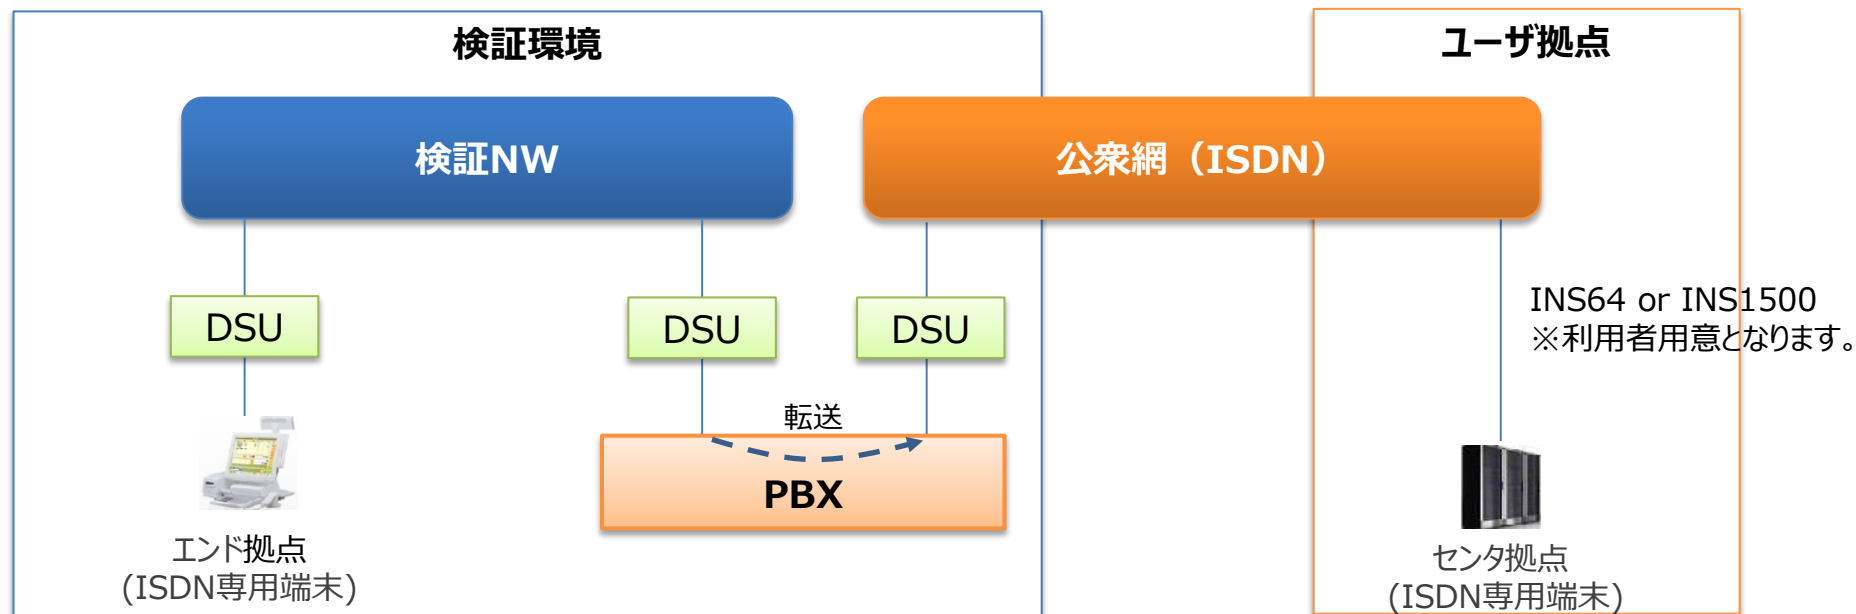 検証環境
ユーザ拠点
検証NW
公衆網（ISDN）
DSU
DSU
DSU
INS64 or INS1500
※利用者用意となります。
転送
PBX
エンド拠点
(ISDN専用端末)
センタ拠点
(ISDN専用端末)